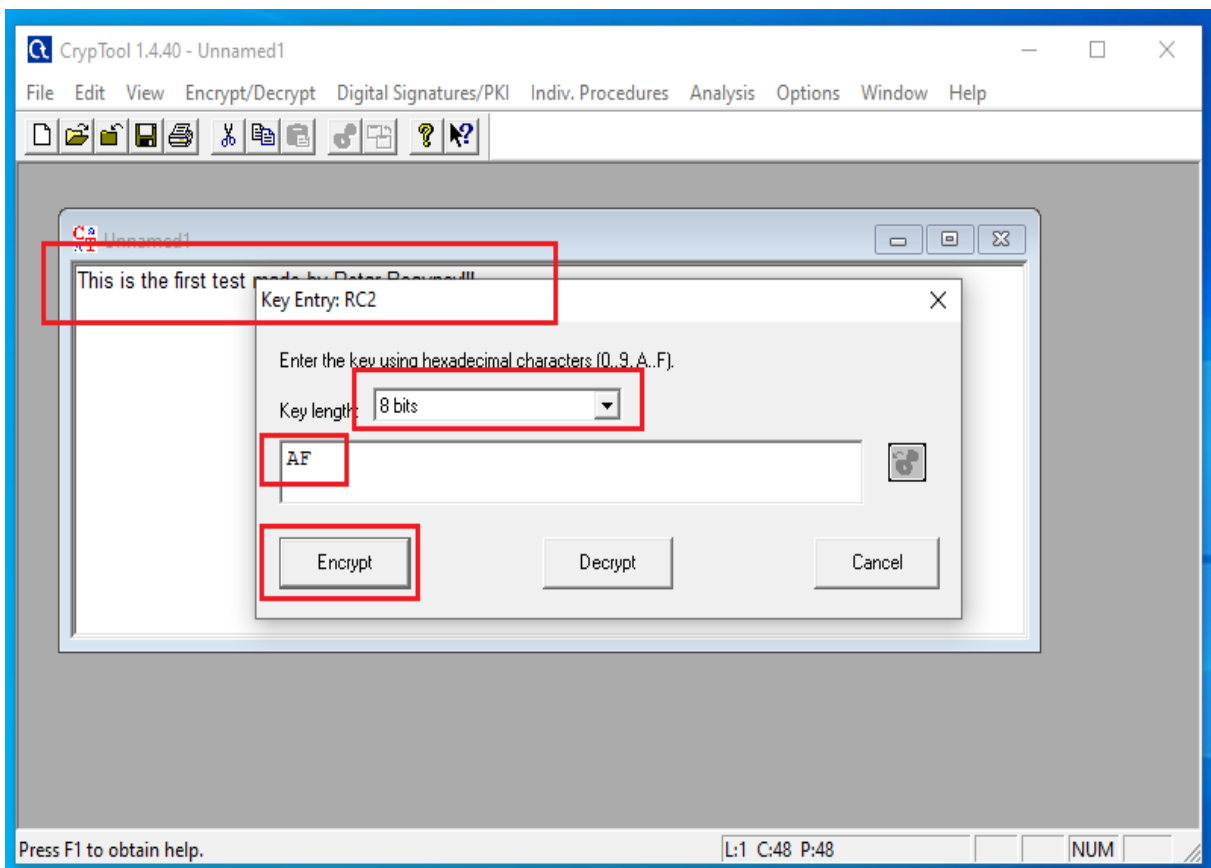 CrypTool 1.4.40 - Unnamed1
File Edit View Encrypt/Decrypt Digital Signatures/PKI Indiv. Procedures Analysis Options Window Help
Unnamed1
This is the first test made by
Key Entry: RC2
Enter the key using hexadecimal characters (0..9, A..F).
Key length: 8 bits
AF
Encrypt Decrypt Cancel
Press F1 to obtain help. L:1 C:48 P:48 NUM